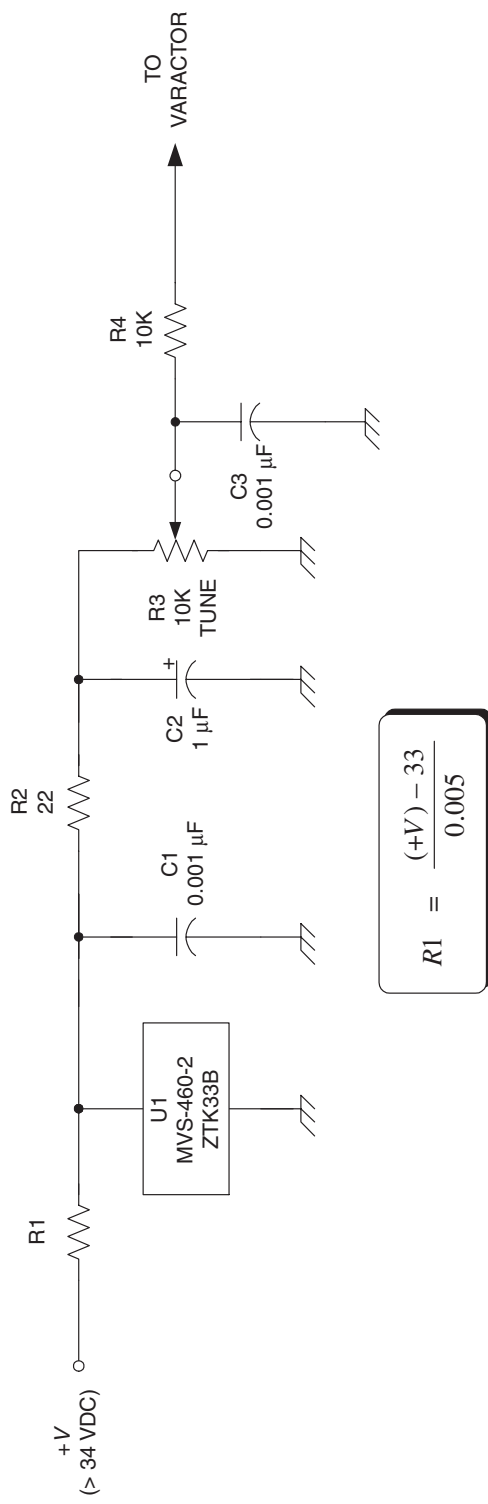 +V
(> 34 VDC)
R1
U1
MVS-460-2
ZTK33B
C1
0.001 µF
R2
22
C2
1 µF
+
R3
10K
TUNE
C3
0.001 µF
R4
10K
TO
VARACTOR
R1 = (+V) – 33
0.005